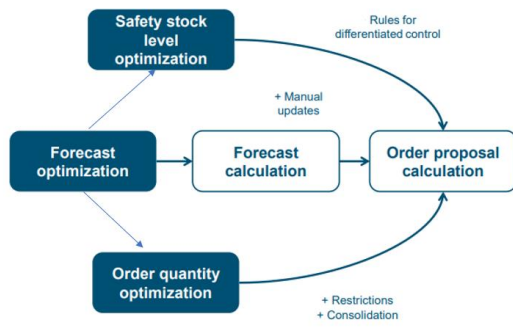 Safety stock
level
optimization
Rules for
differentiated control
+ Manual
updates
Forecast
optimization
Forecast
calculation
Order proposal
calculation
Order quantity
optimization
+ Restrictions
+ Consolidation